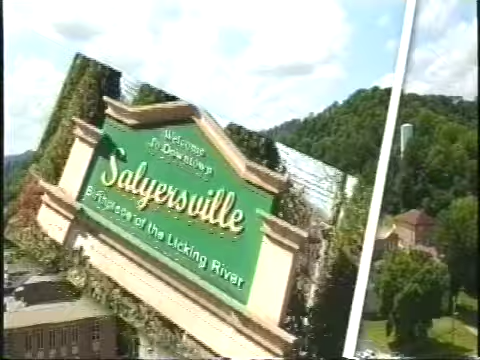 Welcome
To Downtown
Salyersville
Birthplace of the Licking River